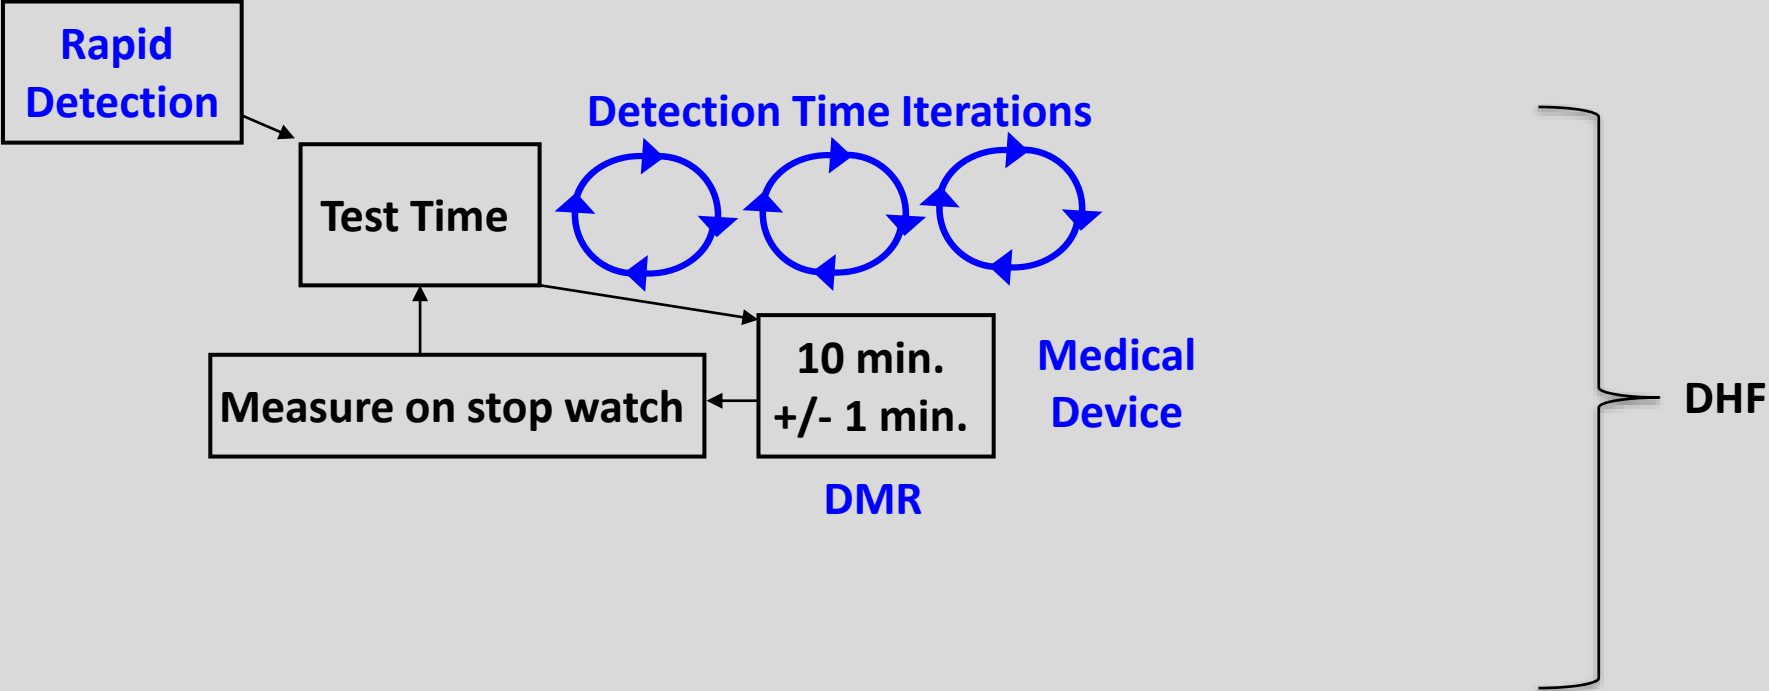 Rapid
Detection
Detection Time Iterations
Test Time
10 min.
+/- 1 min.
Medical
Device
Measure on stop watch
DHF
DMR